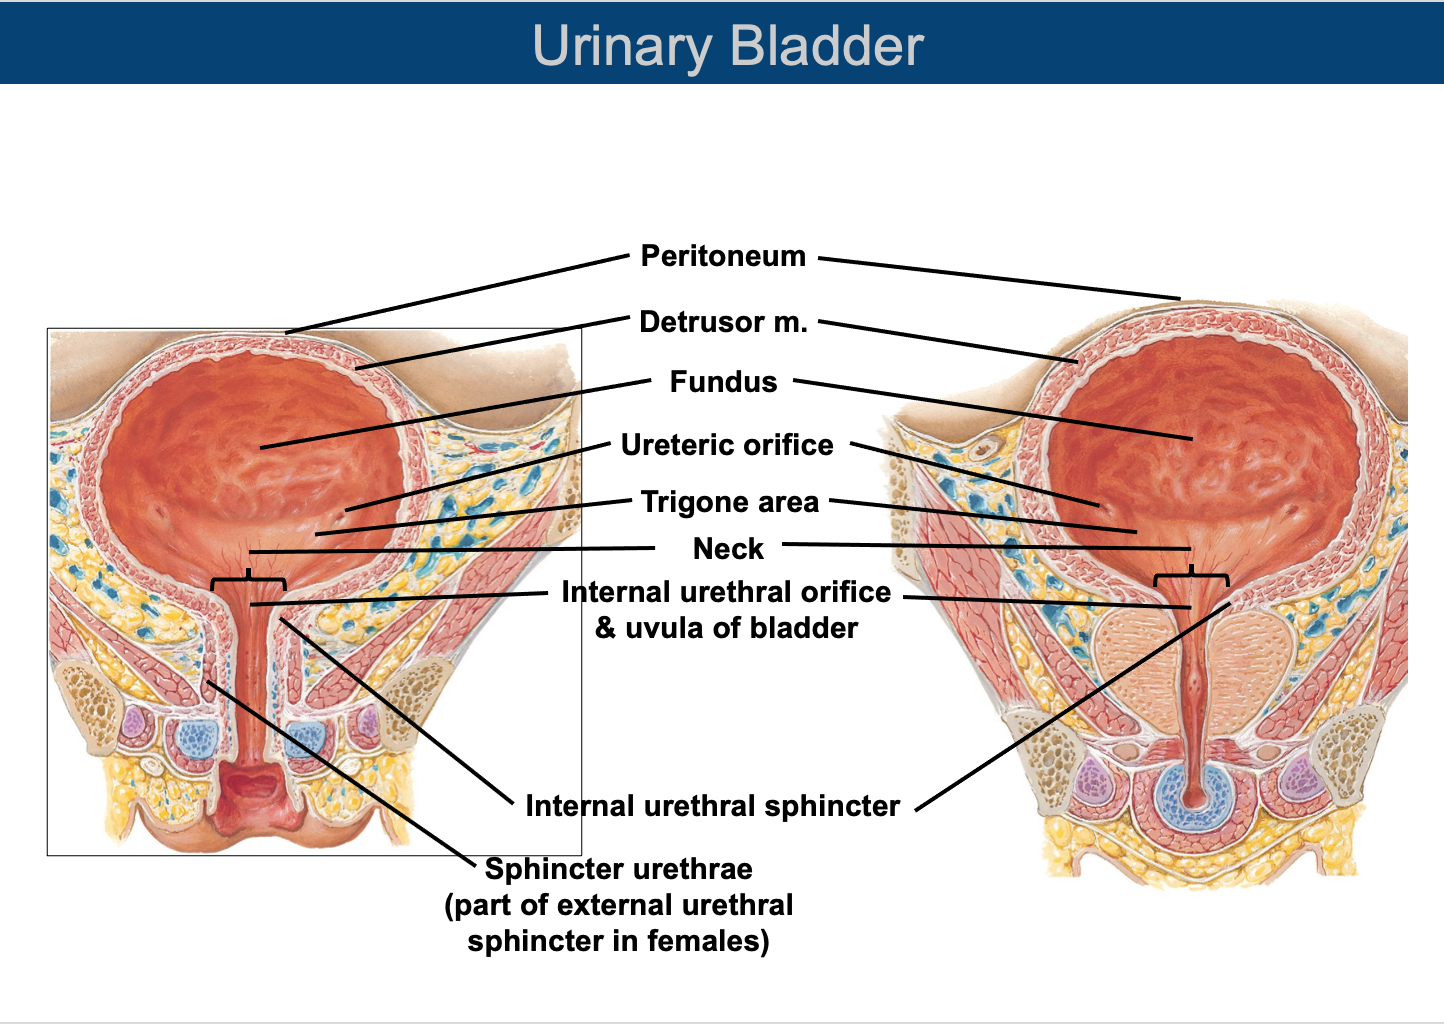 Urinary Bladder
Peritoneum
Detrusor m.
Fundus
Ureteric orifice
Trigone area
Neck
Internal urethral orifice
& uvula of bladder
Internal urethral sphincter
Sphincter urethrae
(part of external urethral
sphincter in females)